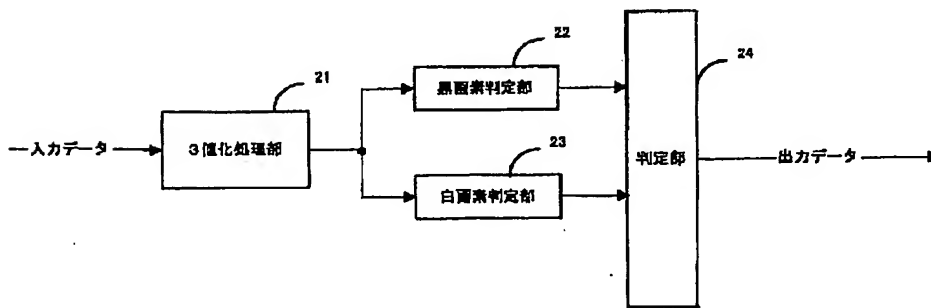 22
黒画素判定部
24
21
入力データ
3値化処理部
23
白画素判定部
判定部
出力データ